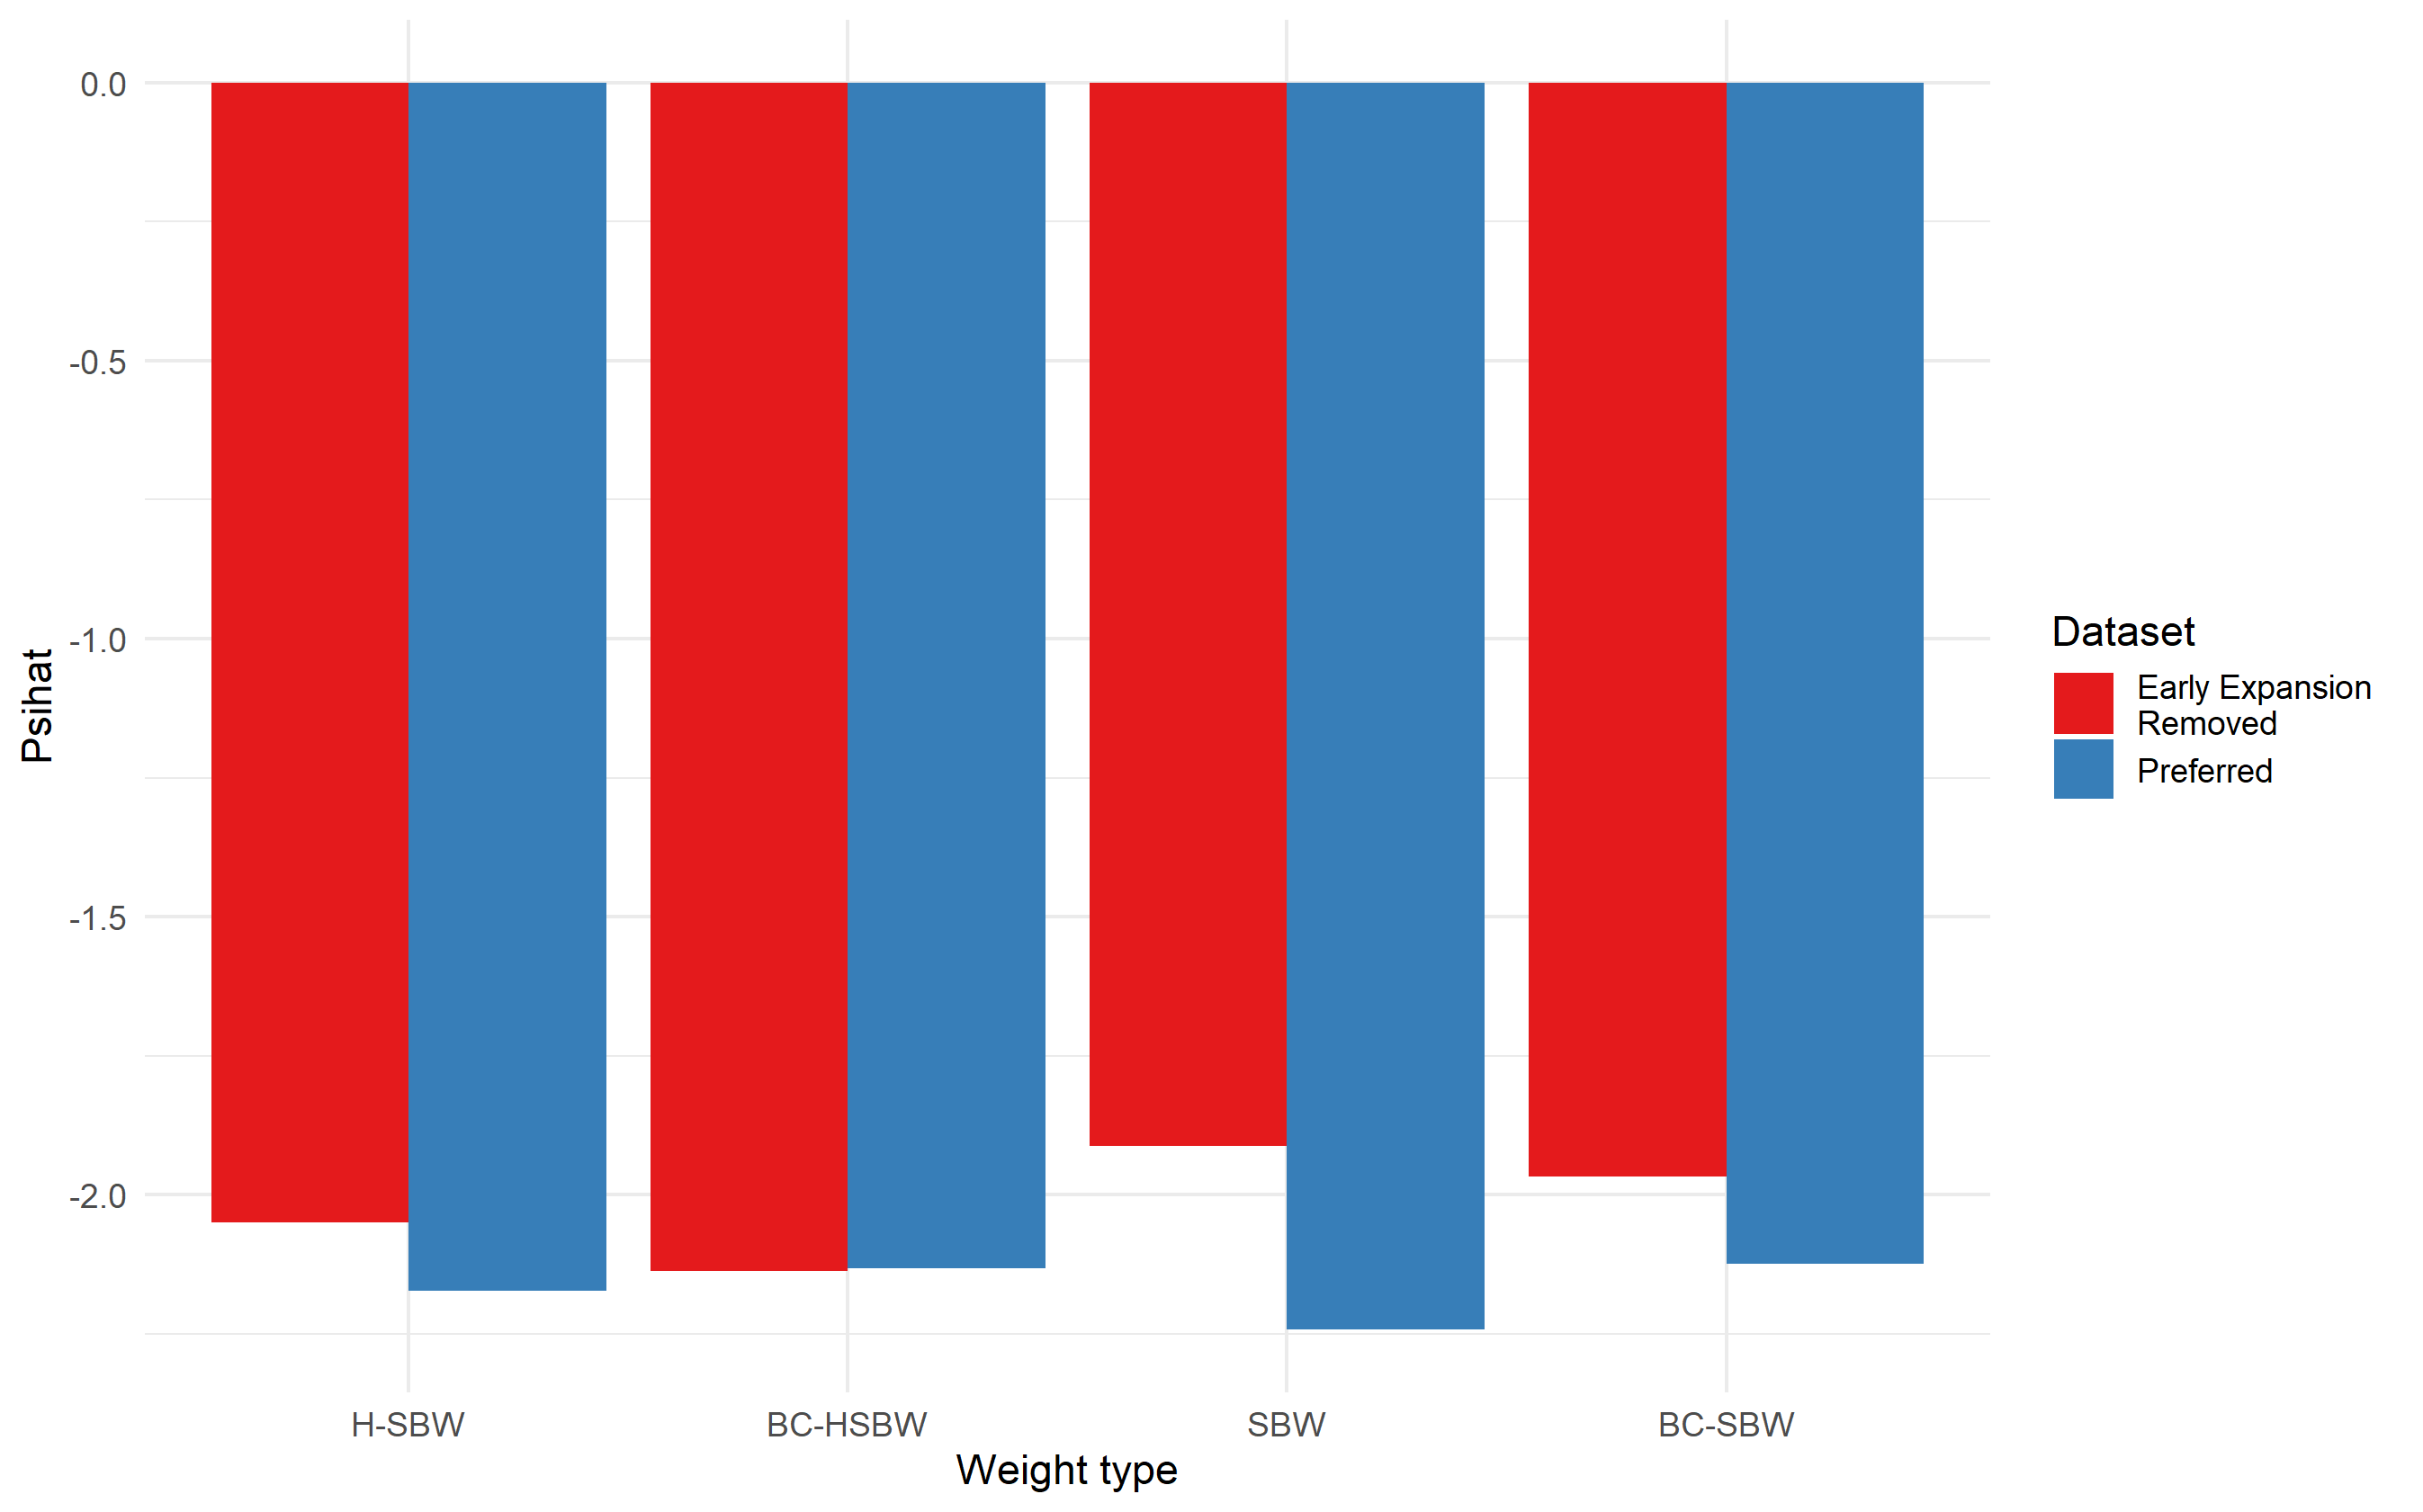 0.0
-0.5
-1.0
-1.5
-2.0
Psihat
H-SBW
BC-HSBW
SBW
BC-SBW
Weight type
Dataset
Early Expansion
Removed
Preferred